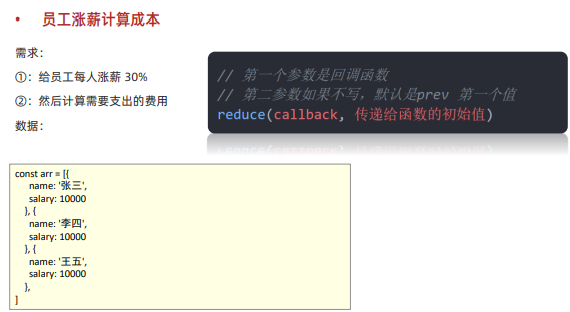 • 员工涨薪计算成本
需求：
①：给员工每人涨薪 30%
②：然后计算需要支出的费用
数据：
// 第一个参数是回调函数
// 第二参数如果不写，默认是prev 第一个值
reduce(callback, 传递给函数的初始值)
const arr = [{
name: '张三',
salary: 10000
}, {
name: '李四',
salary: 10000
}, {
name: '王五',
salary: 10000
},
]